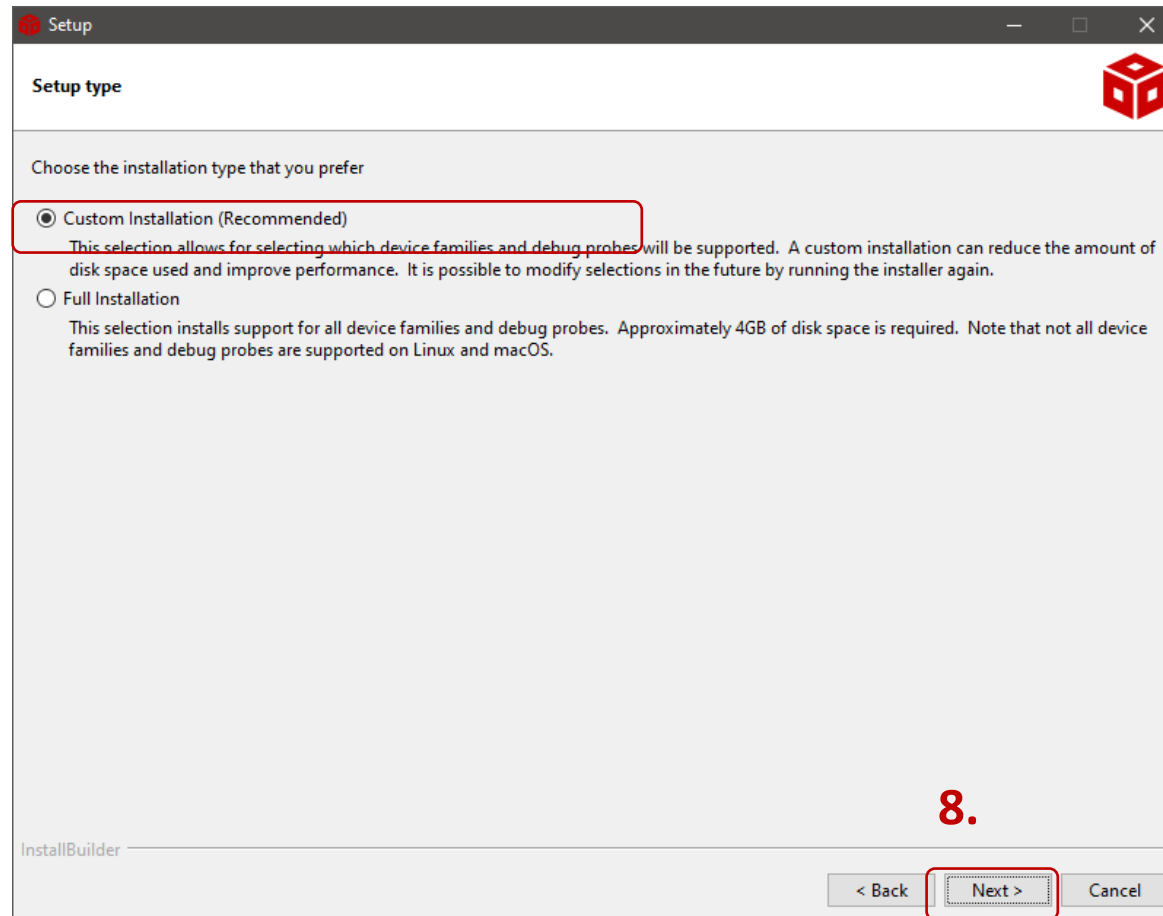 Setup
Setup type
Choose the installation type that you prefer
Custom Installation (Recommended)
This selection allows for selecting which device families and debug probes will be supported.  A custom installation can reduce the amount of
disk space used and improve performance.  It is possible to modify selections in the future by running the installer again.
Full Installation
This selection installs support for all device families and debug probes.  Approximately 4GB of disk space is required.  Note that not all device
families and debug probes are supported on Linux and macOS.
8.
InstallBuilder
< Back Next > Cancel